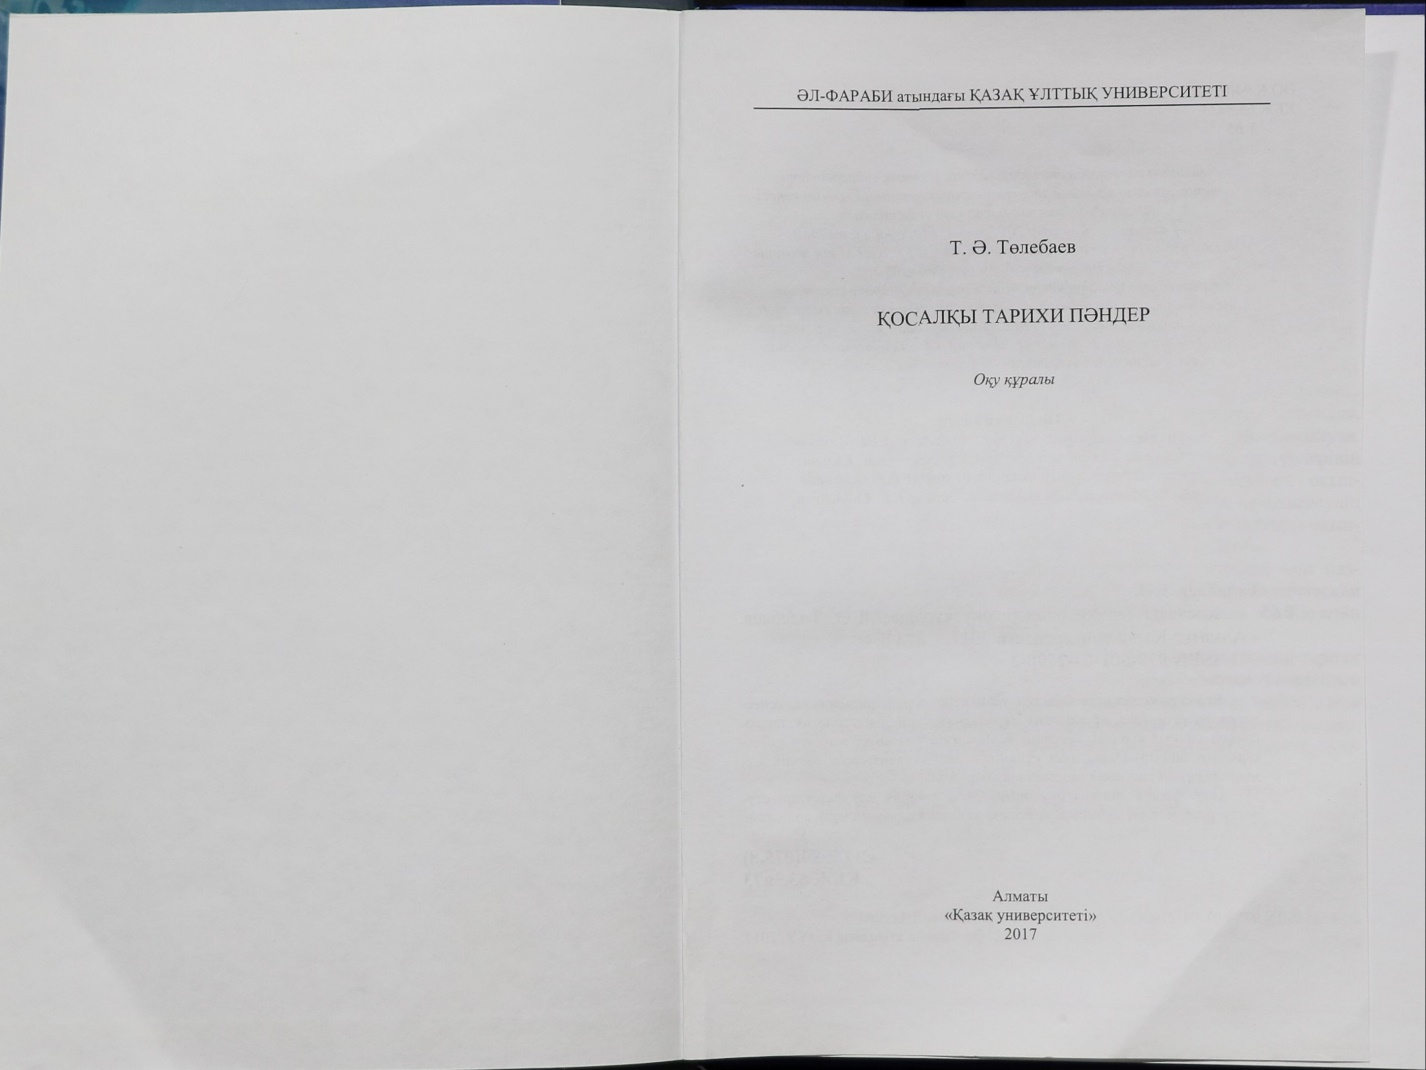 ӘЛ-ФАРАБИ атындағы ҚАЗАҚ ҰЛТТЫҚ УНИВЕРСИТЕТІ
Т. Ә. Төлебаев
ҚОСАЛҚЫ ТАРИХИ ПӘНДЕР
Оқу құралы
Алматы
«Қазақ университеті»
2017